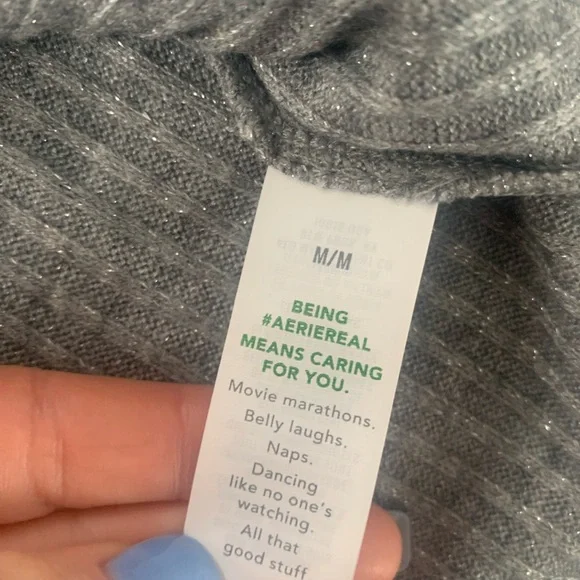 M/M
BEING
#AERIEREAL
MEANS CARING
FOR YOU.
Movie marathons.
Belly laughs.
Naps.
Dancing
like no one's
watching.
All that
good stuff